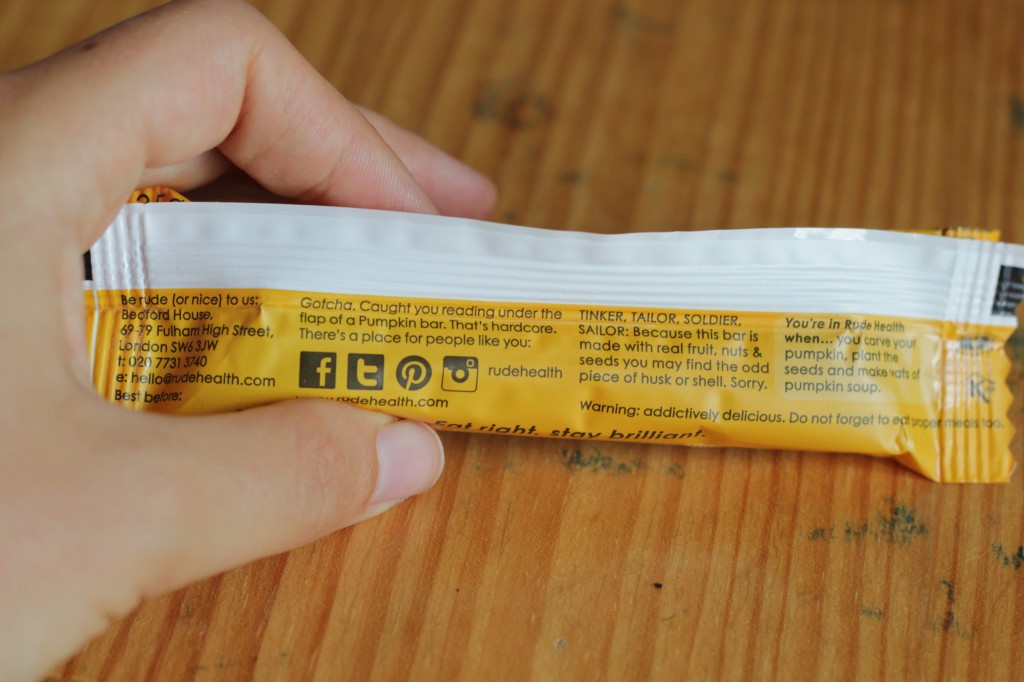 Be rude (or nice) to us:
Bedford House,
69-79 Fulham High Street,
London SW6 3JW
t: 020 7731 3740
e: hello@rudehealth.com
Best before:
Gotcha. Caught you reading under the
flap of a Pumpkin bar. That's hardcore.
There's a place for people like you:
rudehealth
www.rudehealth.com
Eat right, stay brilliant.
TINKER, TAILOR, SOLDIER,
SAILOR: Because this bar is
made with real fruit, nuts &
seeds you may find the odd
piece of husk or shell. Sorry.
You're in Rude Health
when... you carve your
pumpkin, plant the
seeds and make vats of
pumpkin soup.
Warning: addictively delicious. Do not forget to eat proper meals too.